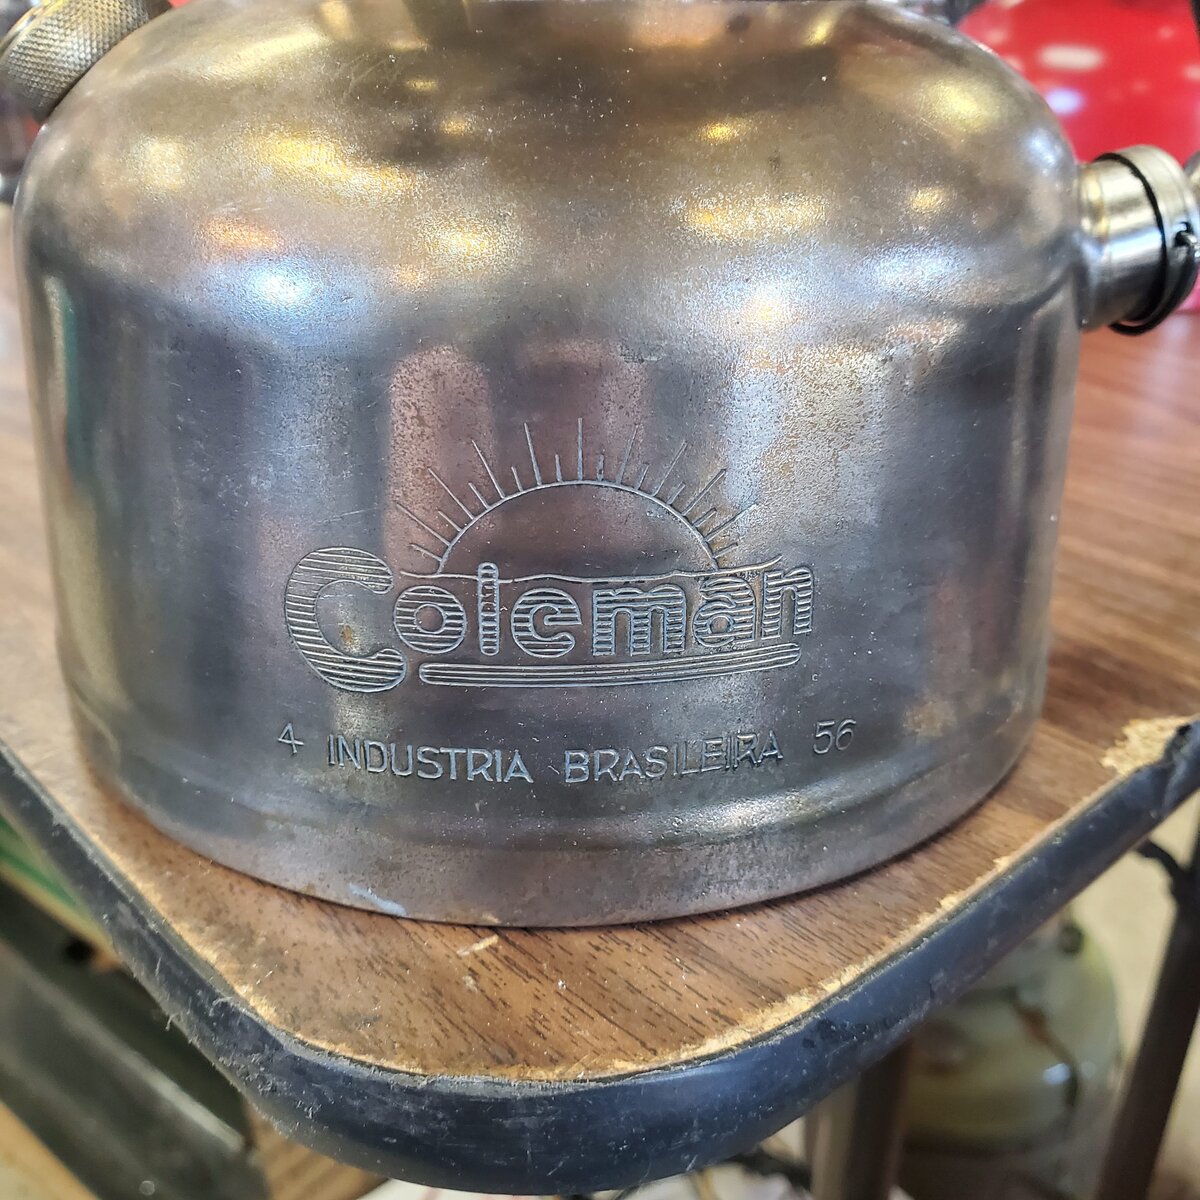 Coleman
4 INDUSTRIA BRASILEIRA 56